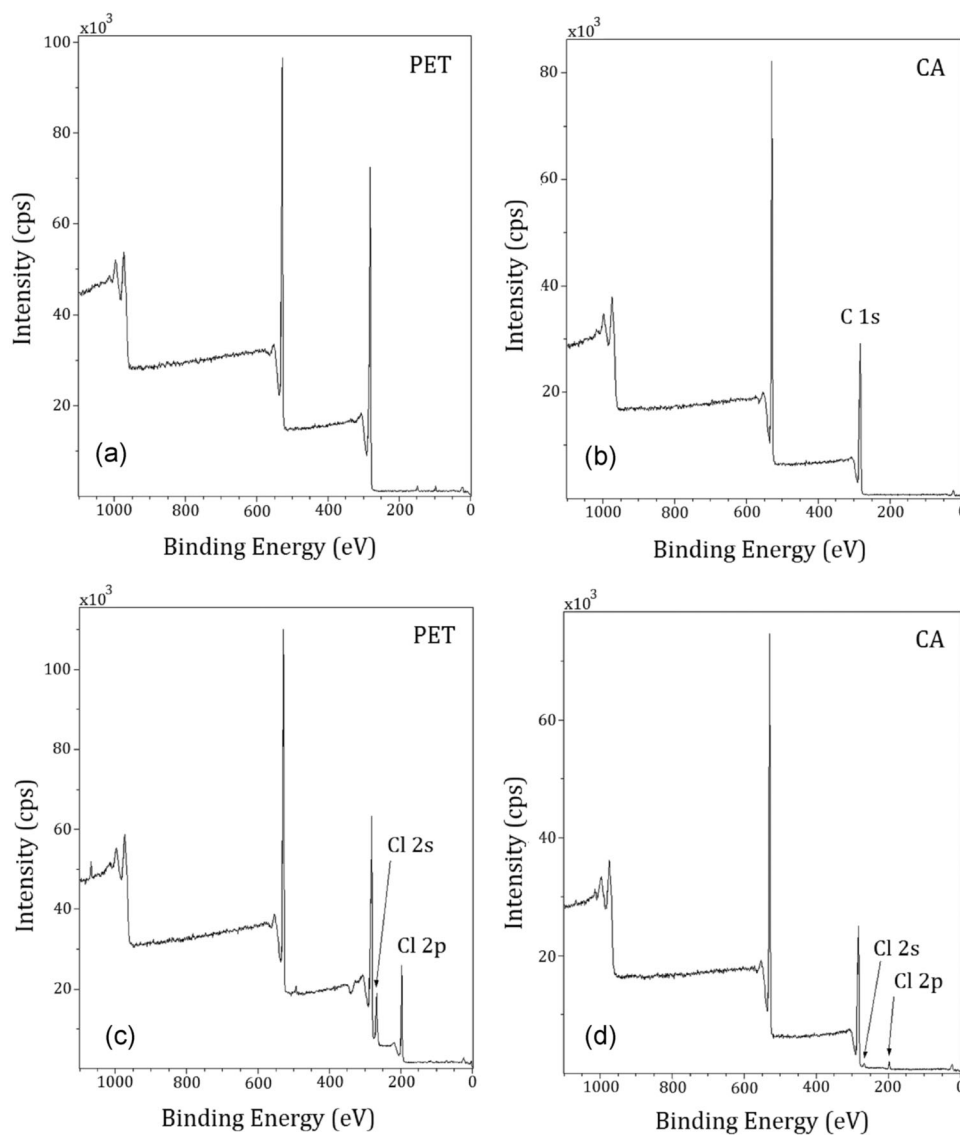 x10³
PET
100
80
60
40
20
Intensity (cps)
(a)
1000 800 600 400 200 0
Binding Energy (eV)
x10³
CA
80
60
40
20
Intensity (cps)
C 1s
(b)
1000 800 600 400 200 0
Binding Energy (eV)
x10³
PET
100
80
60
40
20
Intensity (cps)
Cl 2s
Cl 2p
(c)
1000 800 600 400 200 0
Binding Energy (eV)
x10³
CA
60
40
20
Intensity (cps)
Cl 2s
Cl 2p
(d)
1000 800 600 400 200 0
Binding Energy (eV)